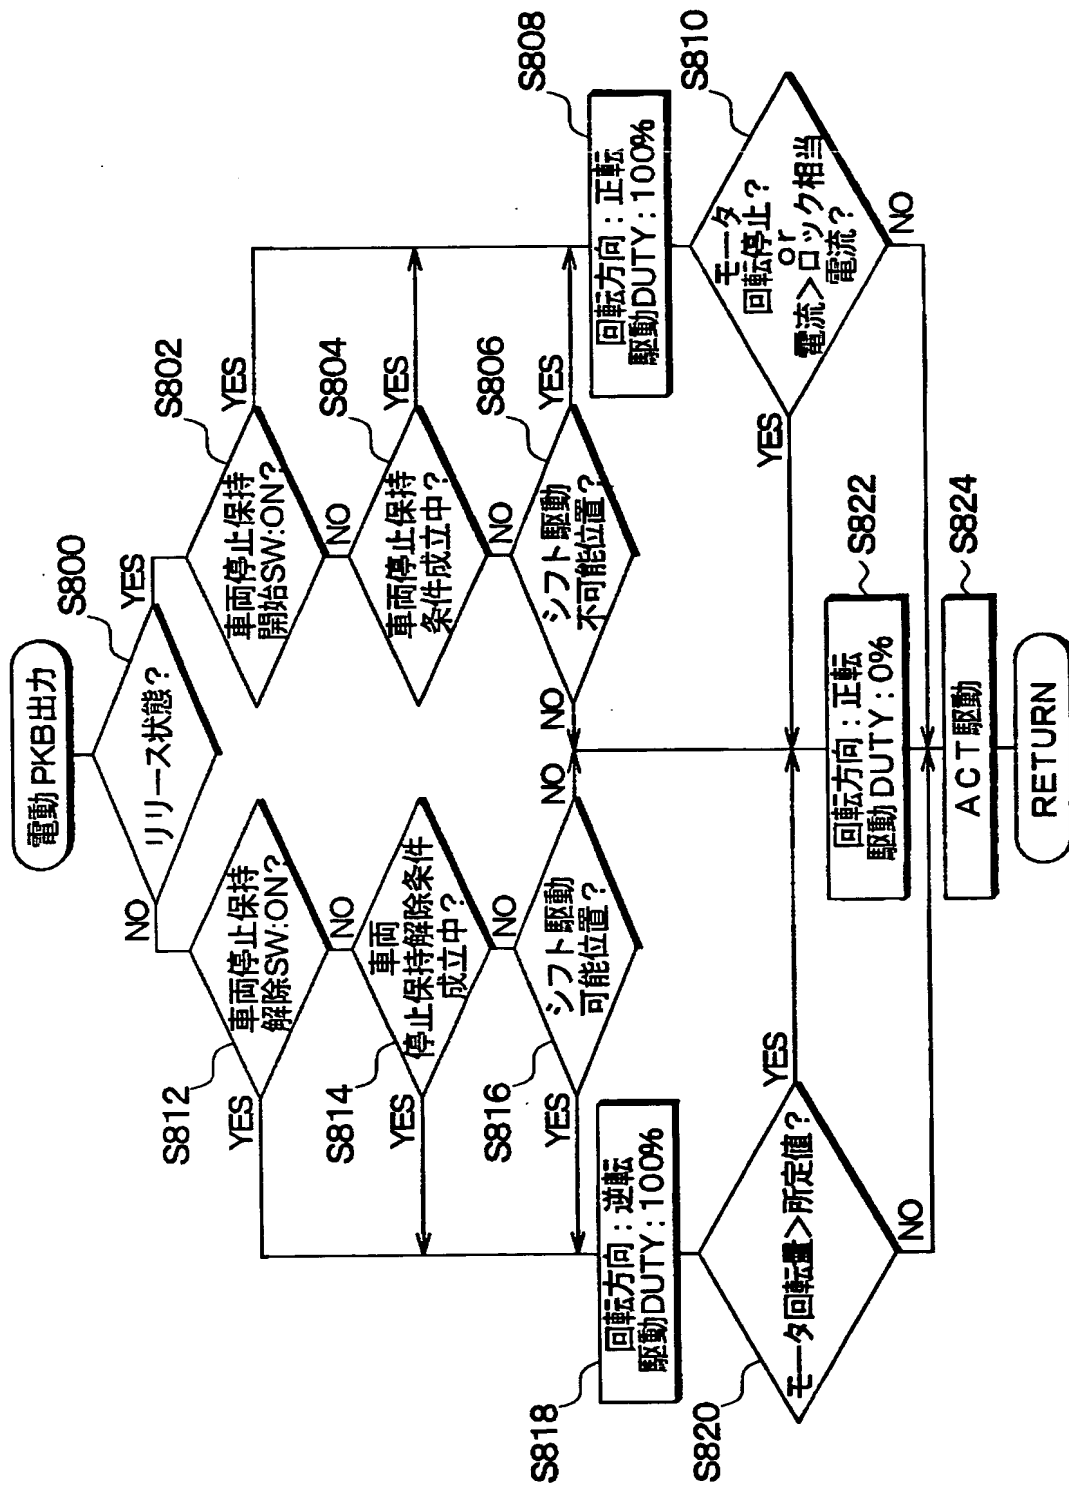 電動PKB出力
S800
リリース状態？
YES
NO
S802
車両停止保持
開始SW:ON？
YES
NO
S804
車両停止保持
条件成立中？
YES
NO
S806
シフト駆動
不可能位置？
YES
NO
S808
回転方向：正転
駆動DUTY：100%
S810
モータ
回転停止？
or
電流＞ロック相当
電流？
YES
NO
S812
車両停止保持
解除SW:ON？
YES
NO
S814
車両
停止保持解除条件
成立中？
YES
NO
S816
シフト駆動
可能位置？
YES
NO
S818
回転方向：逆転
駆動DUTY：100%
S820
モータ回転量＞所定値？
YES
NO
S822
回転方向：正転
駆動DUTY：0%
S824
ACT駆動
RETURN